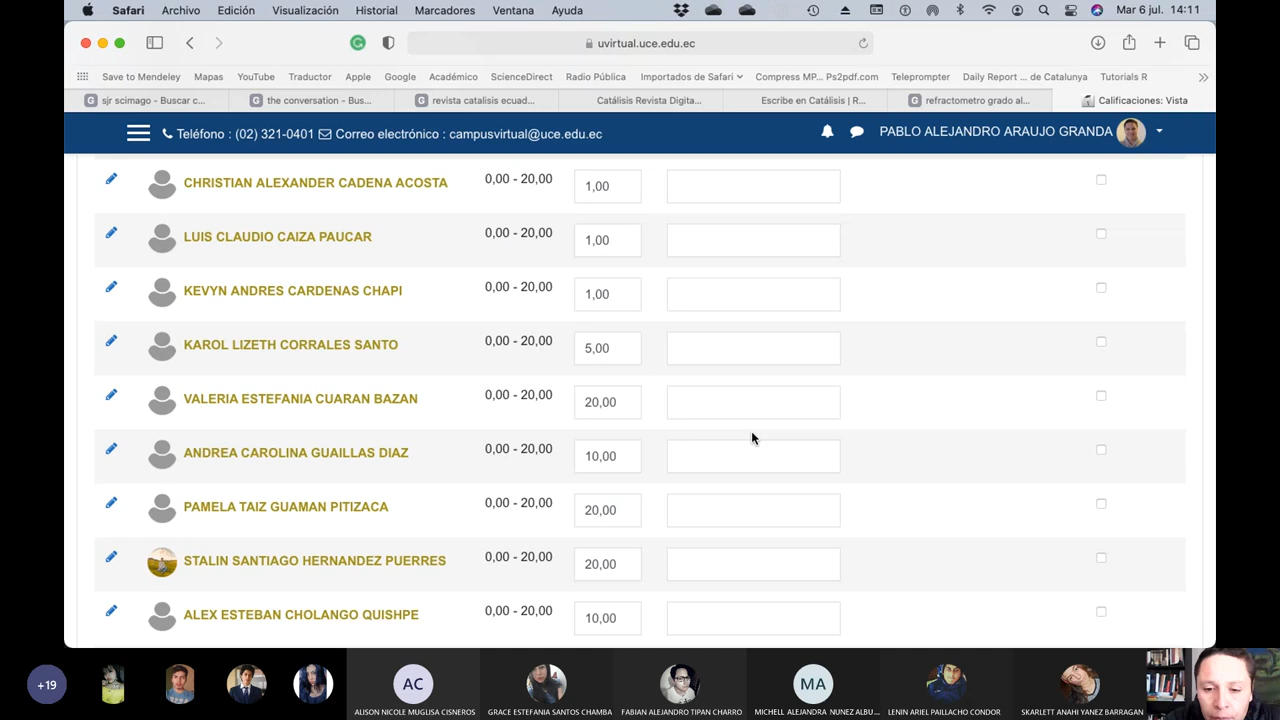 Safari Archivo Edición Visualización Historial Marcadores Ventana Ayuda Mar 6 jul. 14:11
uvirtual.uce.edu.ec
Save to Mendeley Mapas YouTube Traductor Apple Google Académico ScienceDirect Radio Pública Importados de Safari Compress MP... Ps2pdf.com Teleprompter Daily Report ... de Catalunya Tutorials R
sjr scimago - Buscar c... the conversation - Bus... revista catalisis ecuad... Catálisis Revista Digita... Escribe en Catálisis | R... refractometro grado al... Calificaciones: Vista
Teléfono : (02) 321-0401 Correo electrónico : campusvirtual@uce.edu.ec PABLO ALEJANDRO ARAUJO GRANDA
CHRISTIAN ALEXANDER CADENA ACOSTA 0,00 - 20,00 1,00
LUIS CLAUDIO CAIZA PAUCAR 0,00 - 20,00 1,00
KEVYN ANDRES CARDENAS CHAPI 0,00 - 20,00 1,00
KAROL LIZETH CORRALES SANTO 0,00 - 20,00 5,00
VALERIA ESTEFANIA CUARAN BAZAN 0,00 - 20,00 20,00
ANDREA CAROLINA GUAILLAS DIAZ 0,00 - 20,00 10,00
PAMELA TAIZ GUAMAN PITIZACA 0,00 - 20,00 20,00
STALIN SANTIAGO HERNANDEZ PUERRES 0,00 - 20,00 20,00
ALEX ESTEBAN CHOLANGO QUISHPE 0,00 - 20,00 10,00
+19 AC MA
ALISON NICOLE MUGLISA CISNEROS GRACE ESTEFANIA SANTOS CHAMBA FABIAN ALEJANDRO TIPAN CHARRO MICHELL ALEJANDRA NUNEZ ALBU... LENIN ARIEL PAILLACHO CONDOR SKARLETT ANAHI YANEZ BARRAGAN